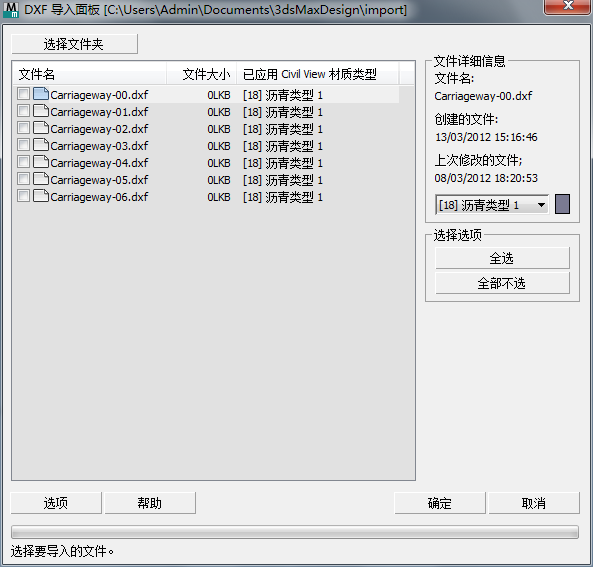 DXF 导入面板 [C:\Users\Admin\Documents\3dsMaxDesign\import]
选择文件夹
文件名 文件大小 已应用 Civil View 材质类型
Carriageway-00.dxf 0LKB [18] 沥青类型 1
Carriageway-01.dxf 0LKB [18] 沥青类型 1
Carriageway-02.dxf 0LKB [18] 沥青类型 1
Carriageway-03.dxf 0LKB [18] 沥青类型 1
Carriageway-04.dxf 0LKB [18] 沥青类型 1
Carriageway-05.dxf 0LKB [18] 沥青类型 1
Carriageway-06.dxf 0LKB [18] 沥青类型 1
文件详细信息
文件名:
Carriageway-00.dxf
创建的文件:
13/03/2012 15:16:46
上次修改的文件;
08/03/2012 18:20:53
[18] 沥青类型 1
选择选项
全选
全部不选
选项 帮助 确定 取消
选择要导入的文件。